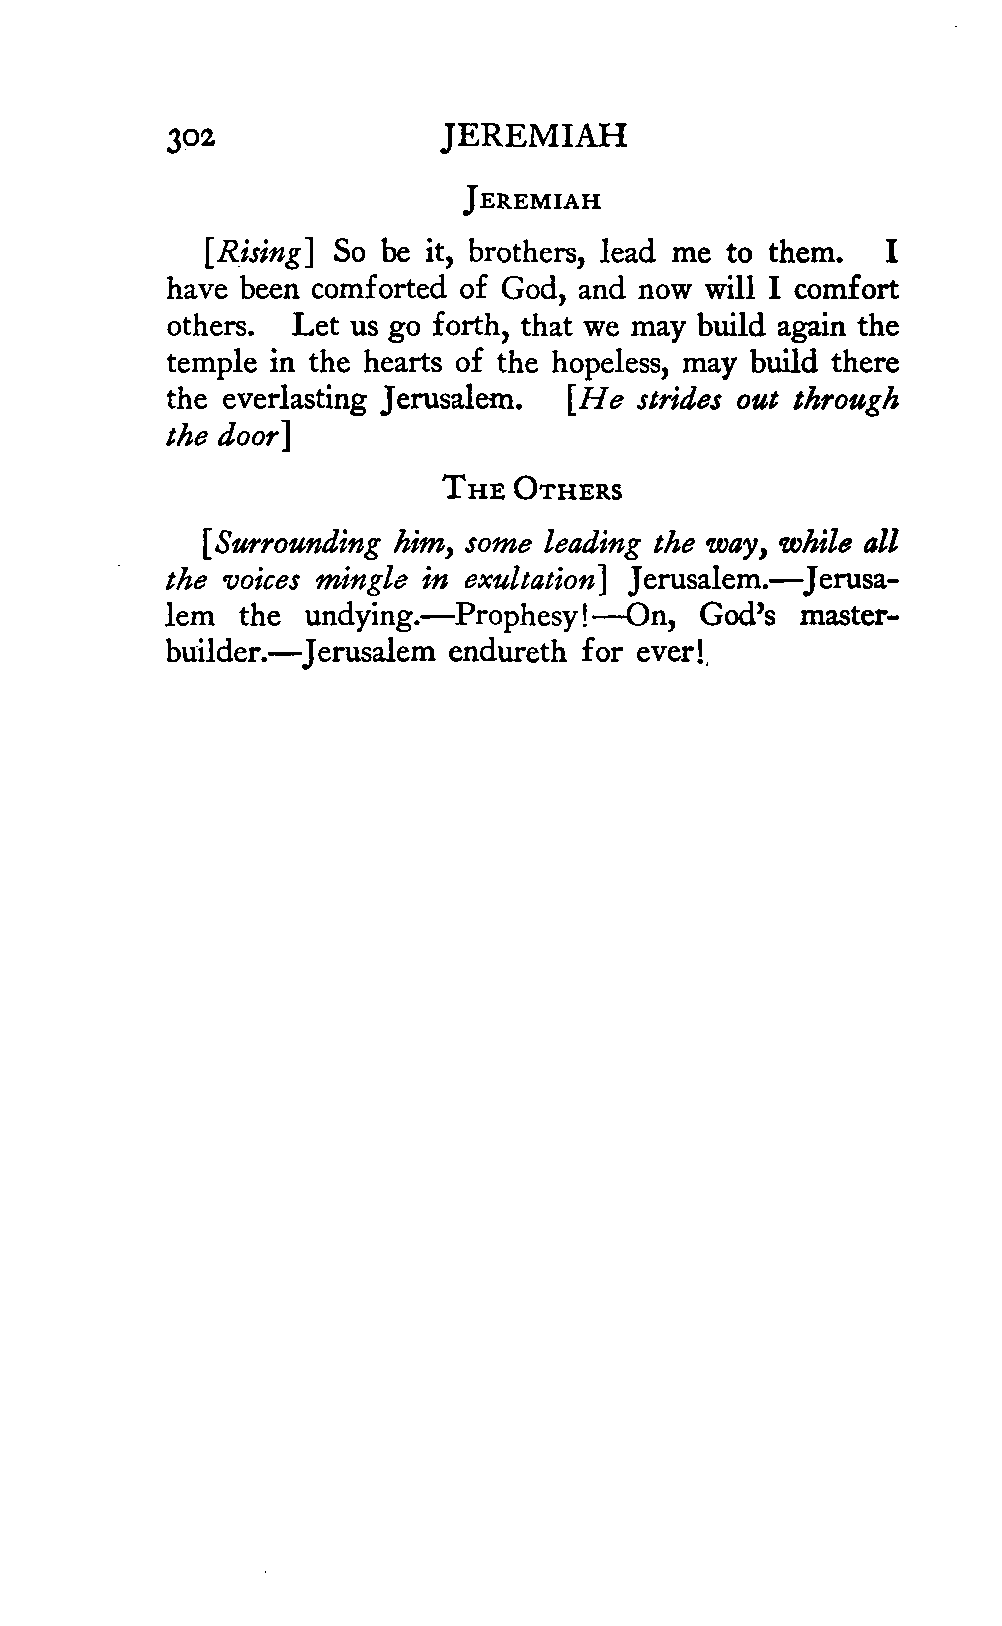 302 JEREMIAH
JEREMIAH
[Rising] So be it, brothers, lead me to them. I
have been comforted of God, and now will I comfort
others. Let us go forth, that we may build again the
temple in the hearts of the hopeless, may build there
the everlasting Jerusalem. [He strides out through
the door]
THE OTHERS
[Surrounding him, some leading the way, while all
the voices mingle in exultation] Jerusalem.—Jerusa-
lem the undying.—Prophesy!—On, God's master-
builder.—Jerusalem endureth for ever!